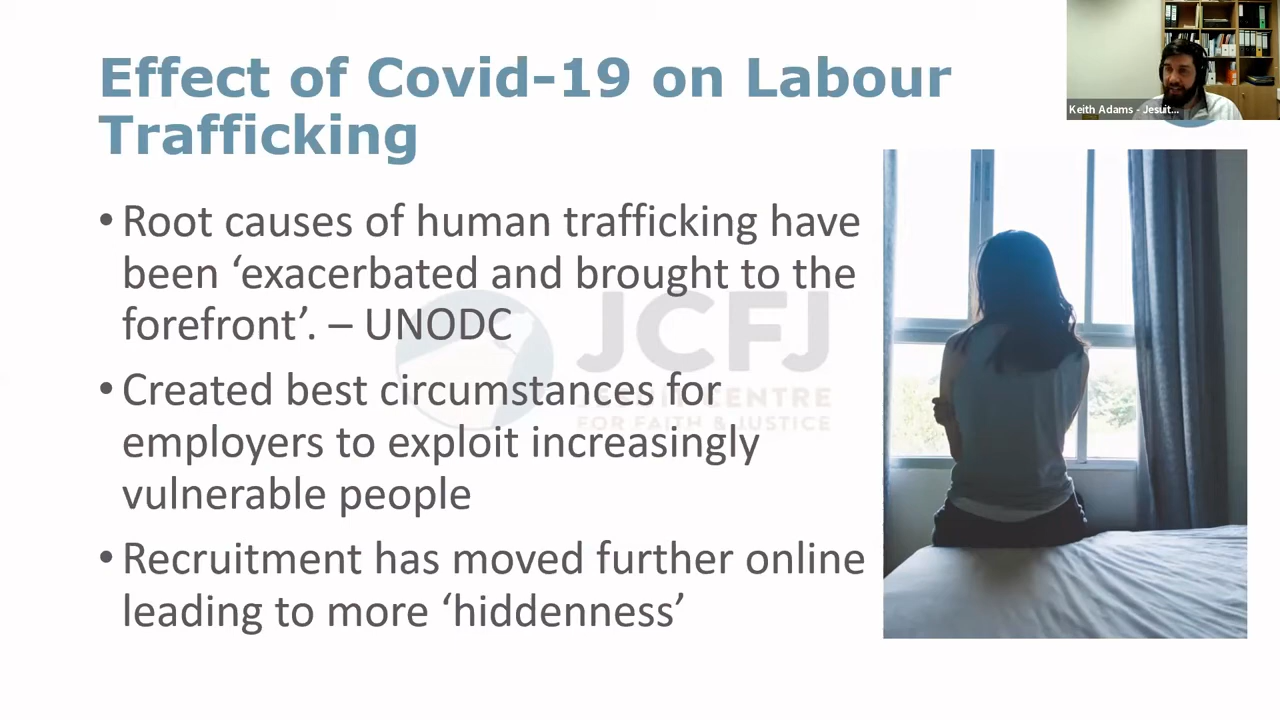 Effect of Covid-19 on Labour
Trafficking
Keith Adams - Jesuit...
• Root causes of human trafficking have
been ‘exacerbated and brought to the
forefront’. – UNODC
• Created best circumstances for
employers to exploit increasingly
vulnerable people
• Recruitment has moved further online
leading to more ‘hiddenness’
JCFJ
JESUIT CENTRE
FOR FAITH & JUSTICE